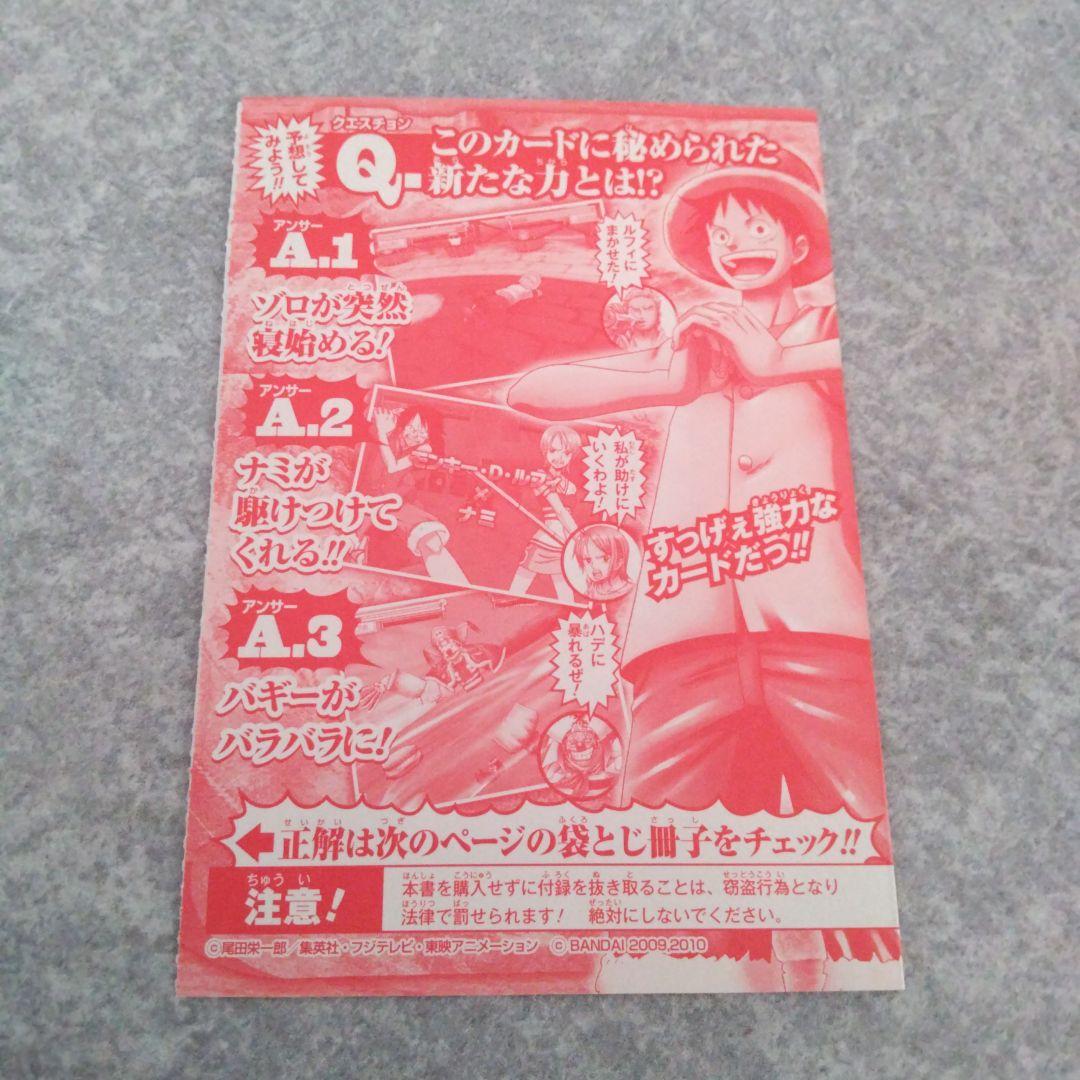 予想して
みよう!!
クエスチョン
Q.
このカードに秘められた
新たな力とは!?
アンサー
A.1
ゾロが突然
寝始める!
ルフィに
まかせた!
アンサー
A.2
ナミが
駆けつけて
くれる!!
モンキー・D・ルフィ
×
ナミ
私が助けに
いくわよ!
すっげぇ強力な
カードだっ!!
アンサー
A.3
バギーが
バラバラに!
ハデに
暴れるぜ!
正解は次のページの袋とじ冊子をチェック!!
注意!
本書を購入せずに付録を抜き取ることは、窃盗行為となり
法律で罰せられます! 絶対にしないでください。
©尾田栄一郎/集英社・フジテレビ・東映アニメーション ©BANDAI 2009,2010